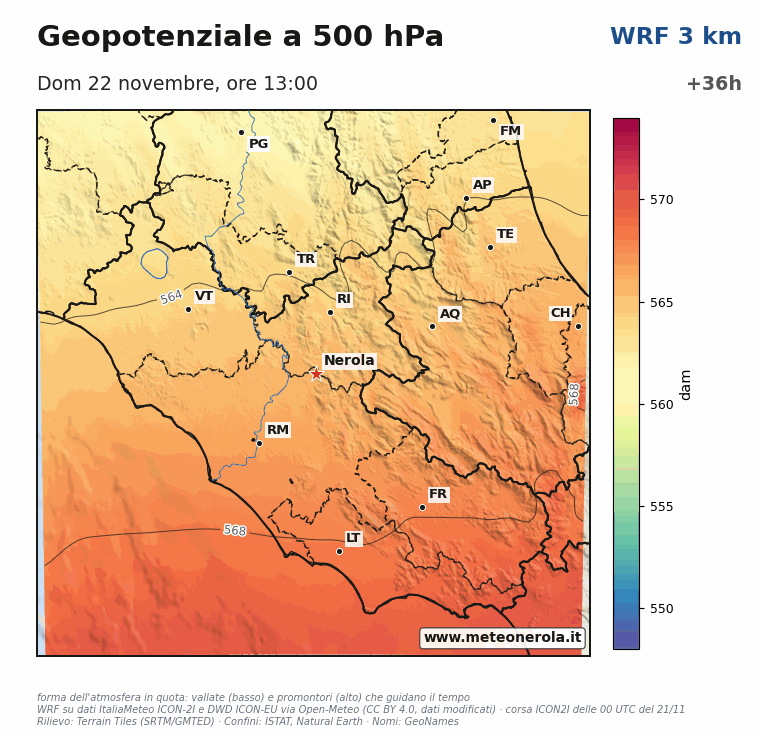 Geopotenziale a 500 hPa
WRF 3 km
Dom 22 novembre, ore 13:00
+36h
FM
PG
AP
TE
TR
564
VT
RI
AQ
CH
570
565
560
555
550
dam
Nerola
568
RM
FR
568
LT
www.meteonerola.it
forma dell'atmosfera in quota: vallate (basso) e promontori (alto) che guidano il tempo
WRF su dati ItaliaMeteo ICON-2I e DWD ICON-EU via Open-Meteo (CC BY 4.0, dati modificati) · corsa ICON2I delle 00 UTC del 21/11
Rilievo: Terrain Tiles (SRTM/GMTED) · Confini: ISTAT, Natural Earth · Nomi: GeoNames